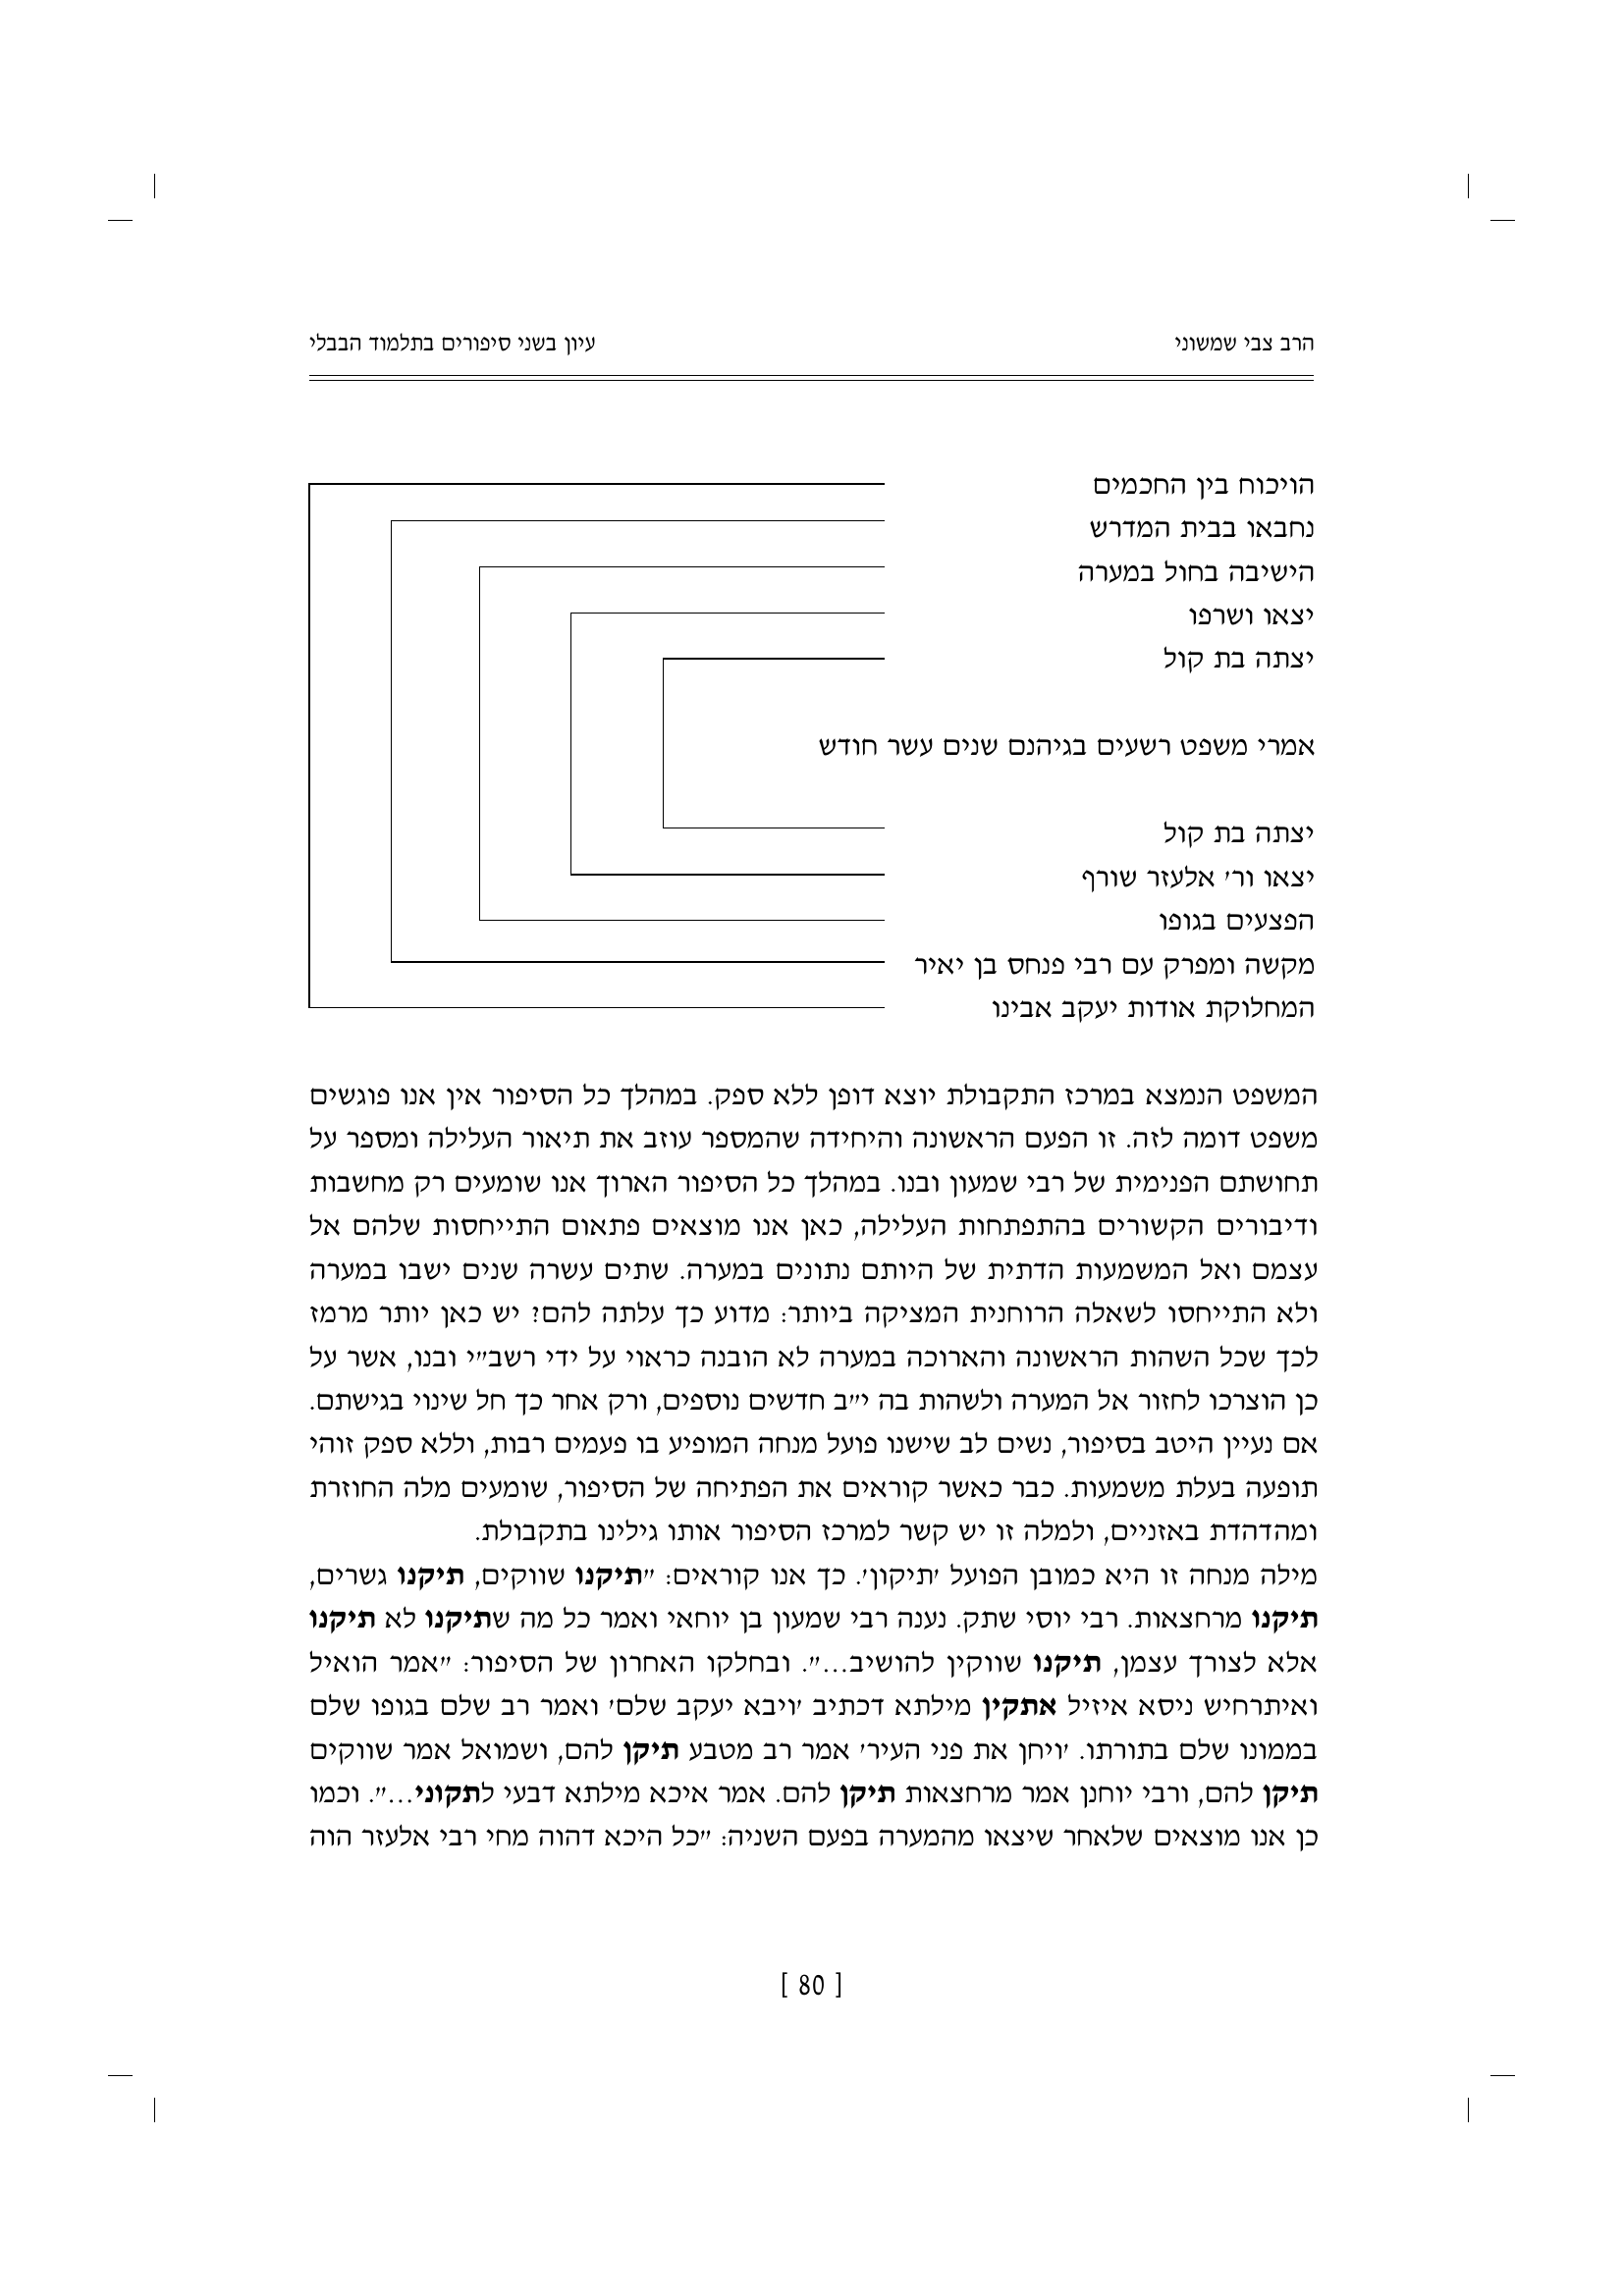 הרב צבי שמשוני
עיון בשני סיפורים בתלמוד הבבלי
הויכוח בין החכמים
נחבאו בבית המדרש
הישיבה בחול במערה
יצאו ושרפו
יצתה בת קול
אמרי משפט רשעים בגיהנם שנים עשר חודש
יצתה בת קול
יצאו ור' אלעזר שורף
הפצעים בגופו
מקשה ומפרק עם רבי פנחס בן יאיר
המחלוקת אודות יעקב אבינו
המשפט הנמצא במרכז התקבולת יוצא דופן ללא ספק. במהלך כל הסיפור אין אנו פוגשים
משפט דומה לזה. זו הפעם הראשונה והיחידה שהמספר עוזב את תיאור העלילה ומספר על
תחושתם הפנימית של רבי שמעון ובנו. במהלך כל הסיפור הארוך אנו שומעים רק מחשבות
ודיבורים הקשורים בהתפתחות העלילה, כאן אנו מוצאים פתאום התייחסות שלהם אל
עצמם ואל המשמעות הדתית של היותם נתונים במערה. שתים עשרה שנים ישבו במערה
ולא התייחסו לשאלה הרוחנית המציקה ביותר: מדוע כך עלתה להם? יש כאן יותר מרמז
לכך שכל השהות הראשונה והארוכה במערה לא הובנה כראוי על ידי רשב"י ובנו, אשר על
כן הוצרכו לחזור אל המערה ולשהות בה י"ב חדשים נוספים, ורק אחר כך חל שינוי בגישתם.
אם נעיין היטב בסיפור, נשים לב שישנו פועל מנחה המופיע בו פעמים רבות, וללא ספק זוהי
תופעה בעלת משמעות. כבר כאשר קוראים את הפתיחה של הסיפור, שומעים מלה החוזרת
ומהדהדת באזניים, ולמלה זו יש קשר למרכז הסיפור אותו גילינו בתקבולת.
מילה מנחה זו היא כמובן הפועל 'תיקון'. כך אנו קוראים: "תיקנו שווקים, תיקנו גשרים,
תיקנו מרחצאות. רבי יוסי שתק. נענה רבי שמעון בן יוחאי ואמר כל מה שתיקנו לא תיקנו
אלא לצורך עצמן, תיקנו שווקין להושיב...". ובחלקו האחרון של הסיפור: "אמר הואיל
ואיתרחיש ניסא איזיל אתקין מילתא דכתיב 'ויבא יעקב שלם' ואמר רב שלם בגופו שלם
בממונו שלם בתורתו. 'ויחן את פני העיר' אמר רב מטבע תיקן להם, ושמואל אמר שווקים
תיקן להם, ורבי יוחנן אמר מרחצאות תיקן להם. אמר איכא מילתא דבעי לתקוני...". וכמו
כן אנו מוצאים שלאחר שיצאו מהמערה בפעם השניה: "כל היכא דהוה מחי רבי אלעזר הוה
[ 80 ]